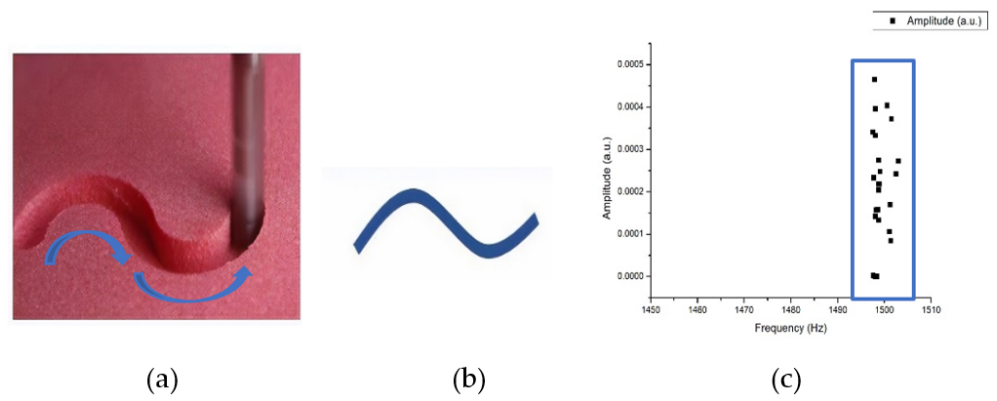 Amplitude (a.u.)
0.0005
0.0004
0.0003
0.0002
0.0001
0.0000
Amplitude (a.u.)
1450 1460 1470 1480 1490 1500 1510
Frequency (Hz)
(a) (b) (c)